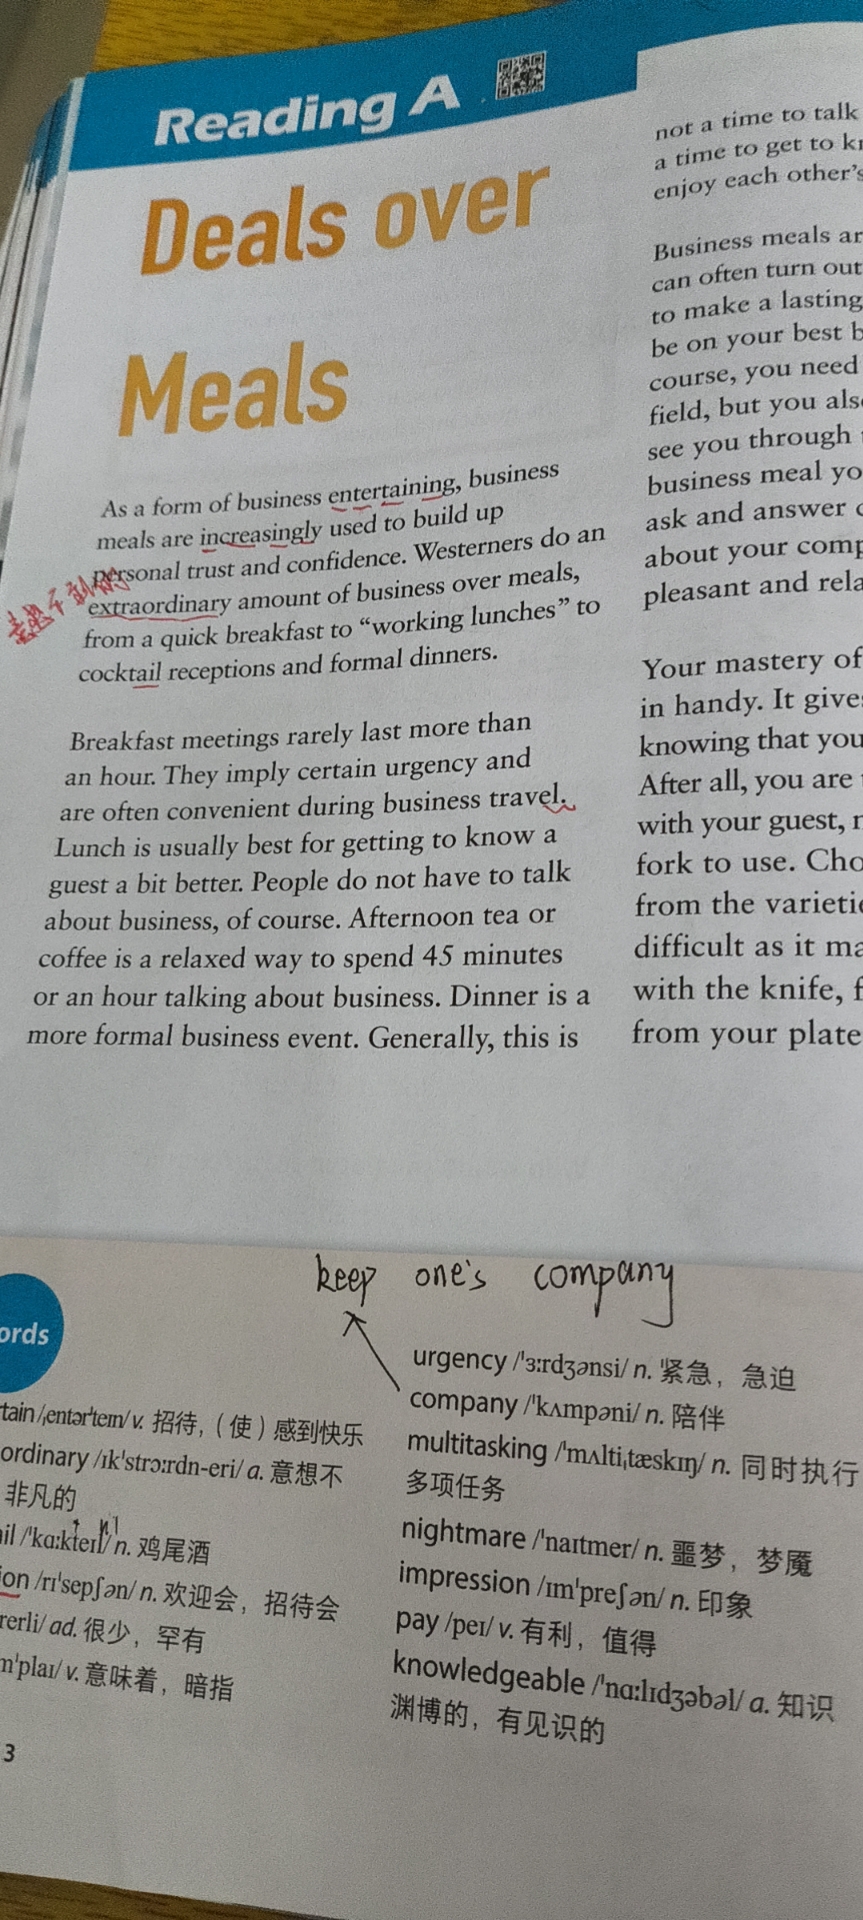 Reading A
Deals over
Meals
As a form of business entertaining, business
meals are increasingly used to build up
personal trust and confidence. Westerners do an
extraordinary amount of business over meals,
from a quick breakfast to “working lunches” to
cocktail receptions and formal dinners.
Breakfast meetings rarely last more than
an hour. They imply certain urgency and
are often convenient during business travel.
Lunch is usually best for getting to know a
guest a bit better. People do not have to talk
about business, of course. Afternoon tea or
coffee is a relaxed way to spend 45 minutes
or an hour talking about business. Dinner is a
more formal business event. Generally, this is
意想不到的
not a time to talk
a time to get to kn
enjoy each other’s
Business meals ar
can often turn out
to make a lasting
be on your best b
course, you need
field, but you als
see you through
business meal yo
ask and answer
about your comp
pleasant and rela
Your mastery of
in handy. It give
knowing that you
After all, you are
with your guest,
fork to use. Cho
from the varietie
difficult as it ma
with the knife, f
from your plate
keep one's company
ords
tain /ˌentərˈteɪn/ v. 招待，（使）感到快乐
ordinary /ɪkˈstrɔːrdn-eri/ a. 意想不
非凡的
il /ˈkɑːkteɪl/ n. 鸡尾酒
ion /rɪˈsepʃən/ n. 欢迎会，招待会
rerli/ ad. 很少，罕有
mˈplaɪ/ v. 意味着，暗指
3
urgency /ˈɜːrdʒənsi/ n. 紧急，急迫
company /ˈkʌmpəni/ n. 陪伴
multitasking /ˈmʌltiˌtæskɪŋ/ n. 同时执行
多项任务
nightmare /ˈnaɪtmer/ n. 噩梦，梦魇
impression /ɪmˈpreʃən/ n. 印象
pay /peɪ/ v. 有利，值得
knowledgeable /ˈnɑːlɪdʒəbəl/ a. 知识
渊博的，有见识的